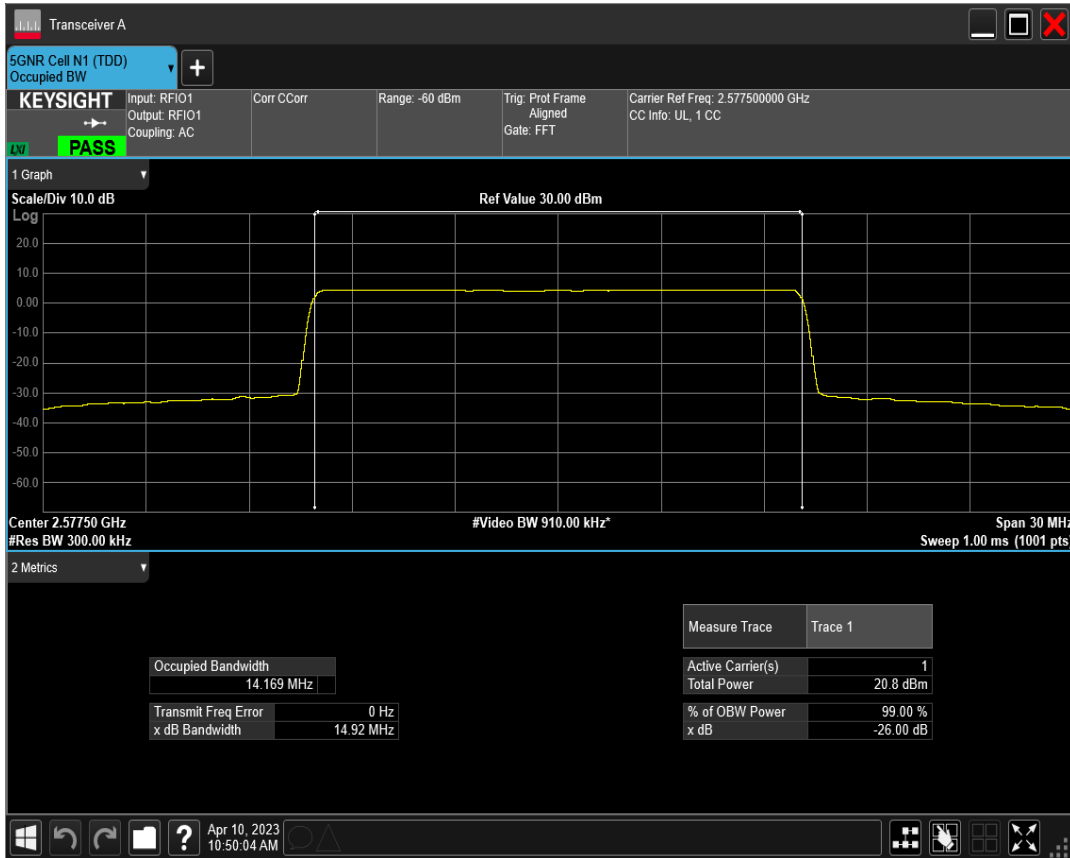 Transceiver A
5GNR Cell N1 (TDD)
Occupied BW
+
KEYSIGHT
LXI
PASS
Input: RFIO1
Output: RFIO1
Coupling: AC
Corr CCorr
Range: -60 dBm
Trig: Prot Frame
Aligned
Gate: FFT
Carrier Ref Freq: 2.577500000 GHz
CC Info: UL, 1 CC
1 Graph
Scale/Div 10.0 dB
Ref Value 30.00 dBm
Log
20.0
10.0
0.00
-10.0
-20.0
-30.0
-40.0
-50.0
-60.0
Center 2.57750 GHz
#Video BW 910.00 kHz*
Span 30 MHz
#Res BW 300.00 kHz
Sweep 1.00 ms (1001 pts)
2 Metrics
Measure Trace Trace 1
Occupied Bandwidth
14.169 MHz
Active Carrier(s) 1
Total Power 20.8 dBm
Transmit Freq Error 0 Hz
x dB Bandwidth 14.92 MHz
% of OBW Power 99.00 %
x dB -26.00 dB
?
Apr 10, 2023
10:50:04 AM